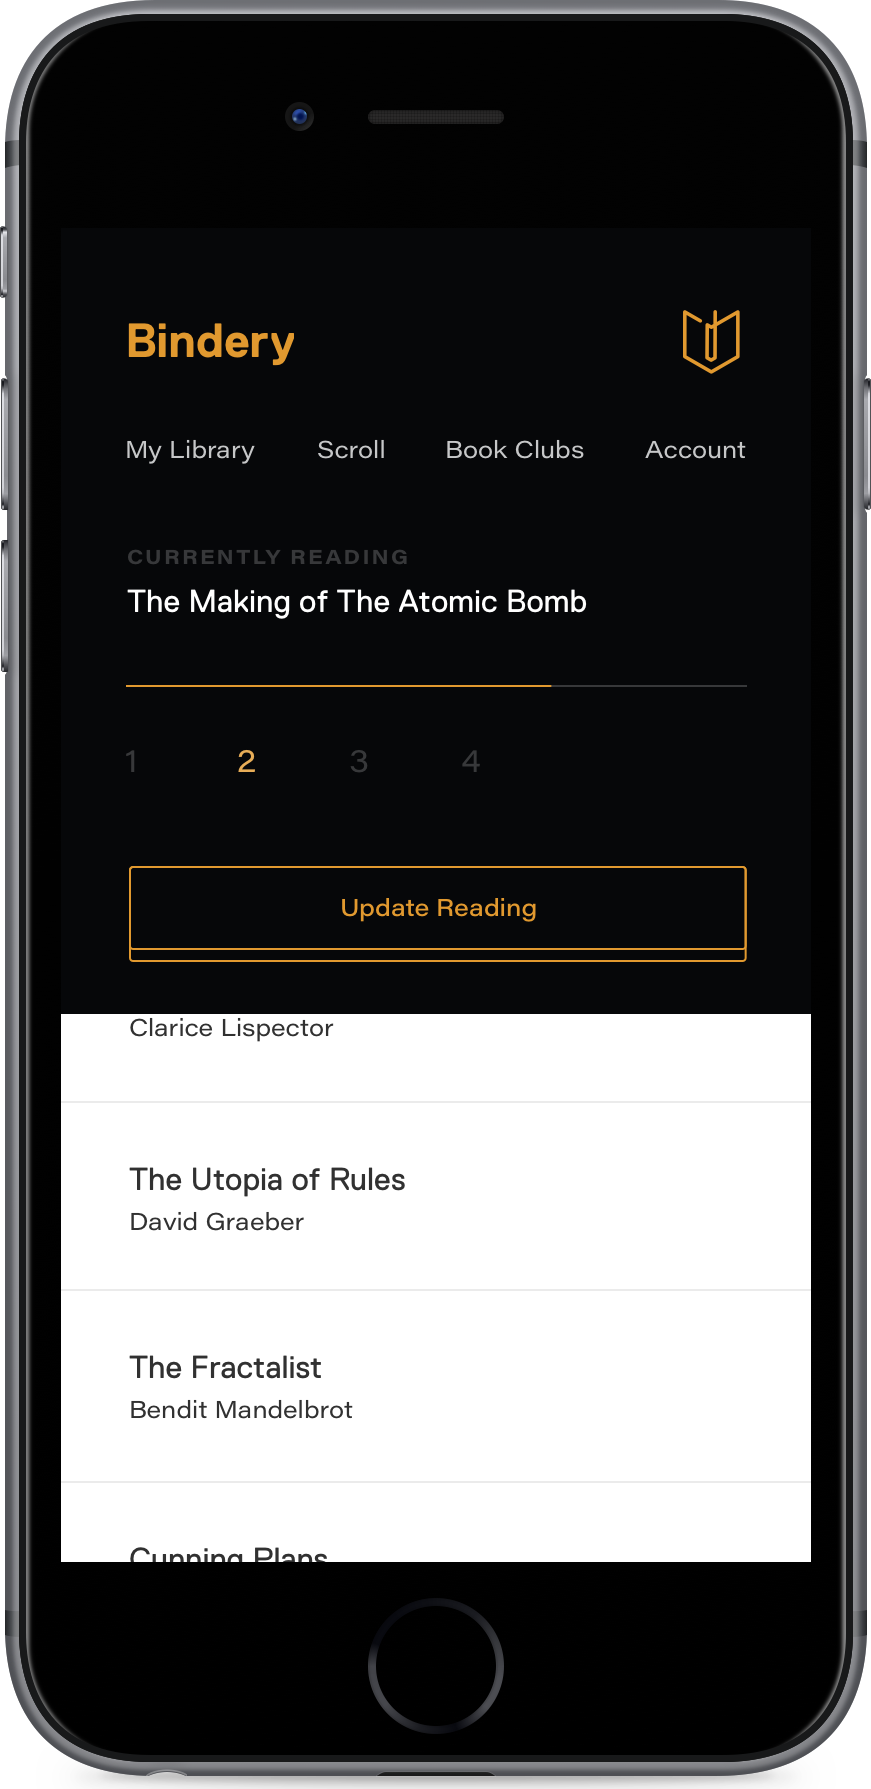 Bindery
My Library Scroll Book Clubs Account
CURRENTLY READING
The Making of The Atomic Bomb
1 2 3 4
Update Reading
Clarice Lispector
The Utopia of Rules
David Graeber
The Fractalist
Bendit Mandelbrot
Cunning Plans